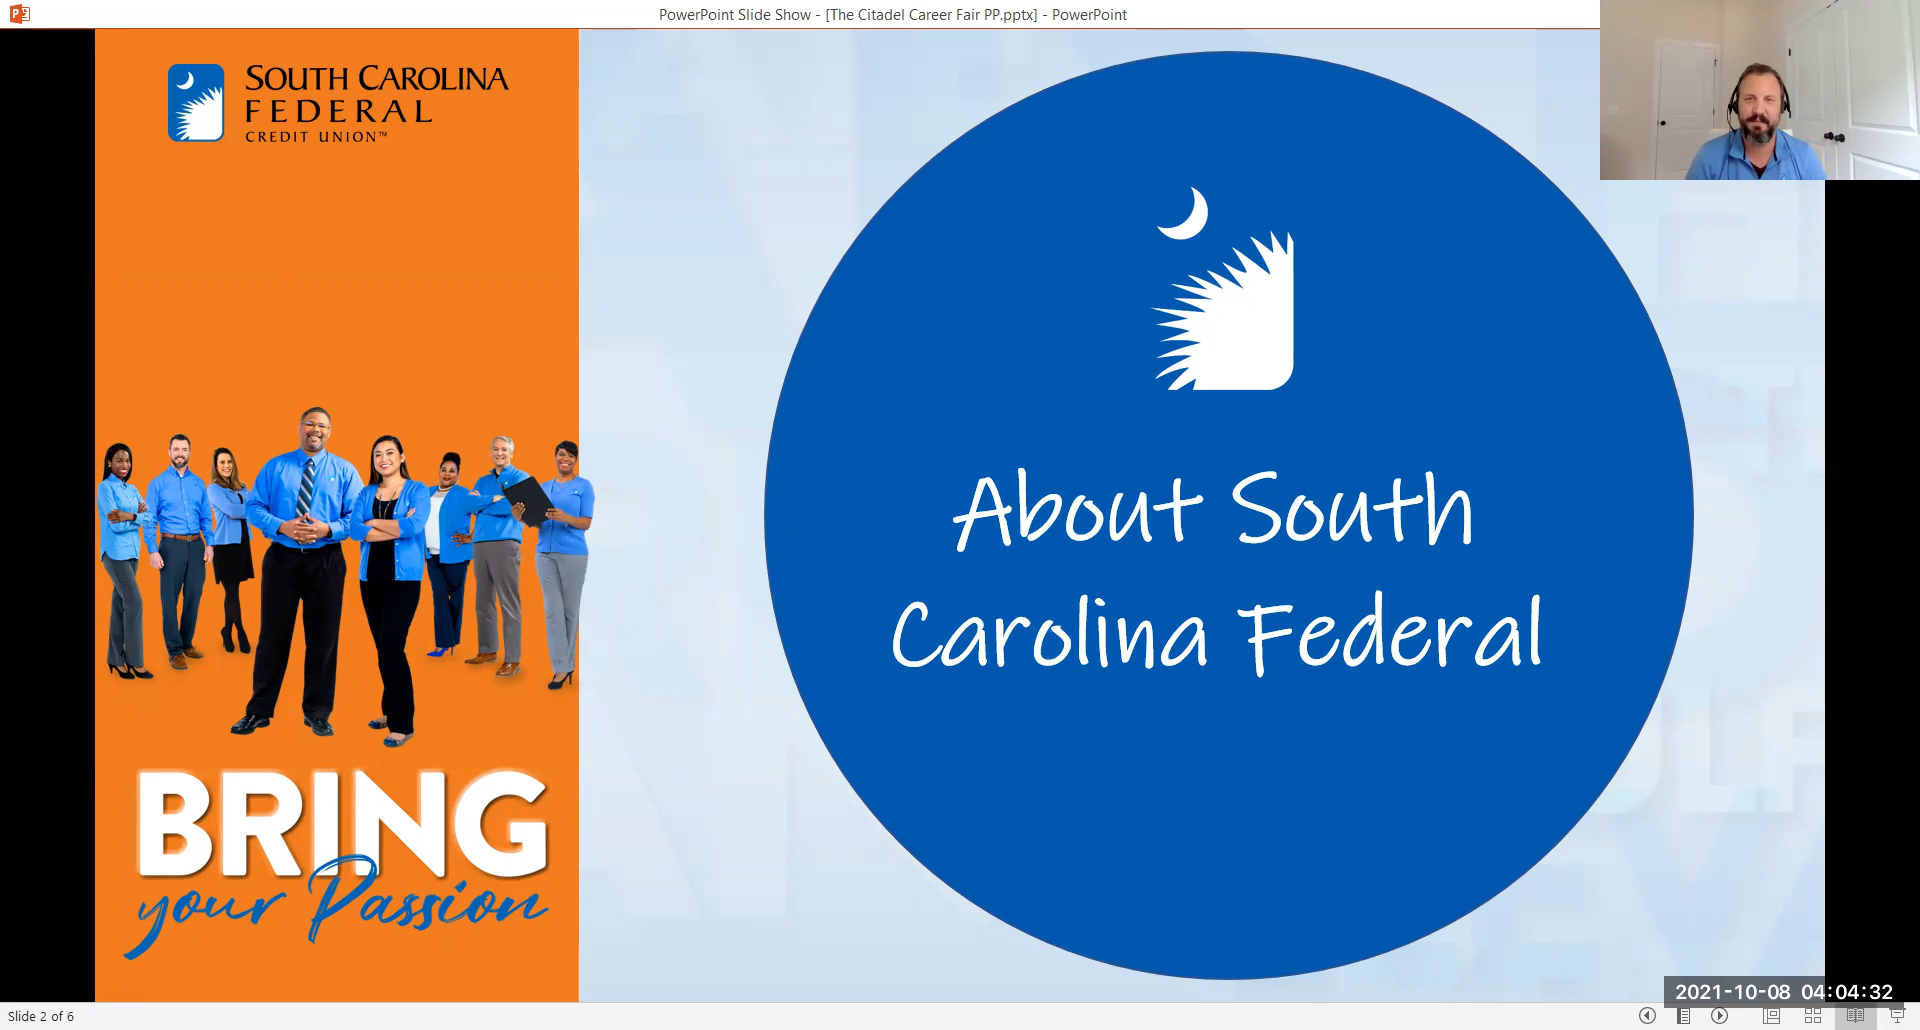 PowerPoint Slide Show - [The Citadel Career Fair PP.pptx] - PowerPoint
SOUTH CAROLINA
FEDERAL
CREDIT UNION™
About South
Carolina Federal
BRING
your Passion
2021-10-08 04:04:32
Slide 2 of 6